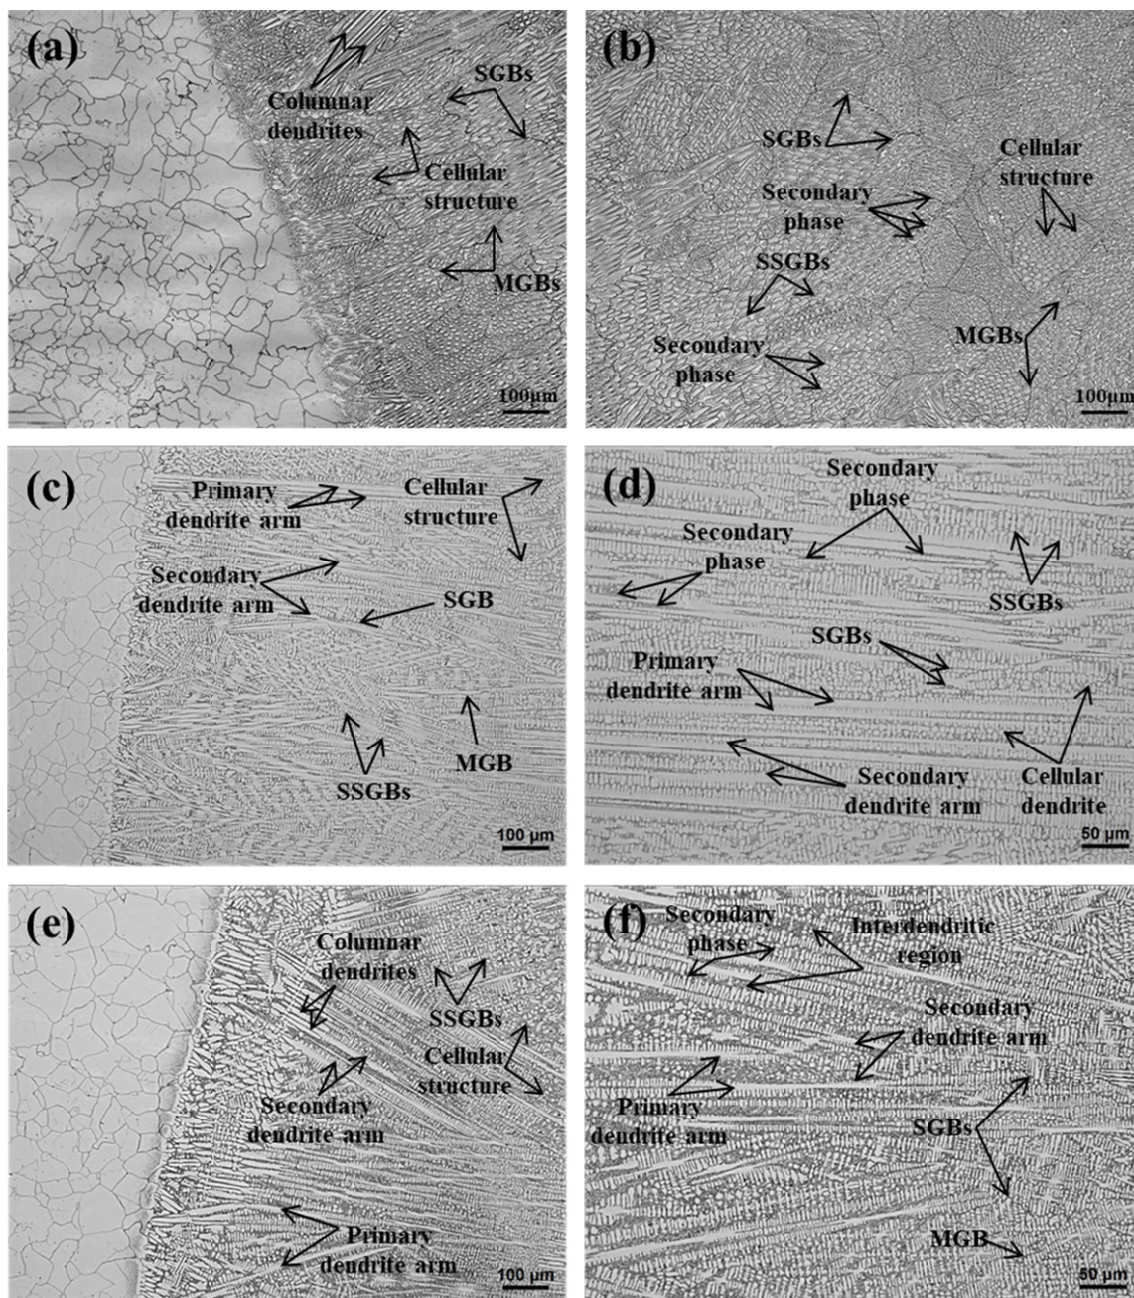 (a)
Columnar
dendrites
SGBs
Cellular
structure
MGBs
100µm
(b)
SGBs
Cellular
structure
Secondary
phase
SSGBs
Secondary
phase
MGBs
100µm
(c)
Primary
dendrite arm
Cellular
structure
Secondary
dendrite arm
SGB
MGB
SSGBs
100 µm
(d)
Secondary
phase
Secondary
phase
SSGBs
SGBs
Primary
dendrite arm
Secondary
dendrite arm
Cellular
dendrite
50 µm
(e)
Columnar
dendrites
SSGBs
Cellular
structure
Secondary
dendrite arm
Primary
dendrite arm
100 µm
(f)
Secondary
phase
Interdendritic
region
Secondary
dendrite arm
Primary
dendrite arm
SGBs
MGB
50 µm